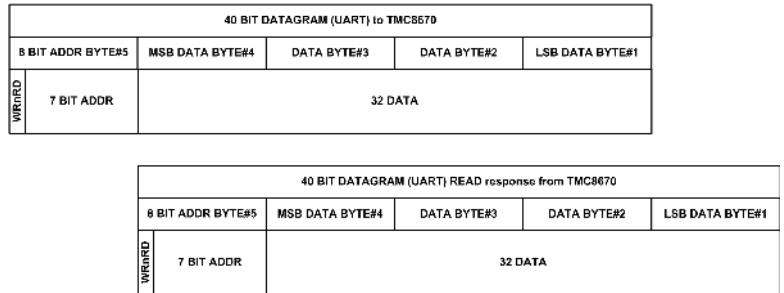 40 BIT DATAGRAM (UART) to TMC8670
8 BIT ADDR BYTE#5 MSB DATA BYTE#4 DATA BYTE#3 DATA BYTE#2 LSB DATA BYTE#1
WRnRD 7 BIT ADDR 32 DATA
40 BIT DATAGRAM (UART) READ response from TMC8670
8 BIT ADDR BYTE#5 MSB DATA BYTE#4 DATA BYTE#3 DATA BYTE#2 LSB DATA BYTE#1
WRnRD 7 BIT ADDR 32 DATA